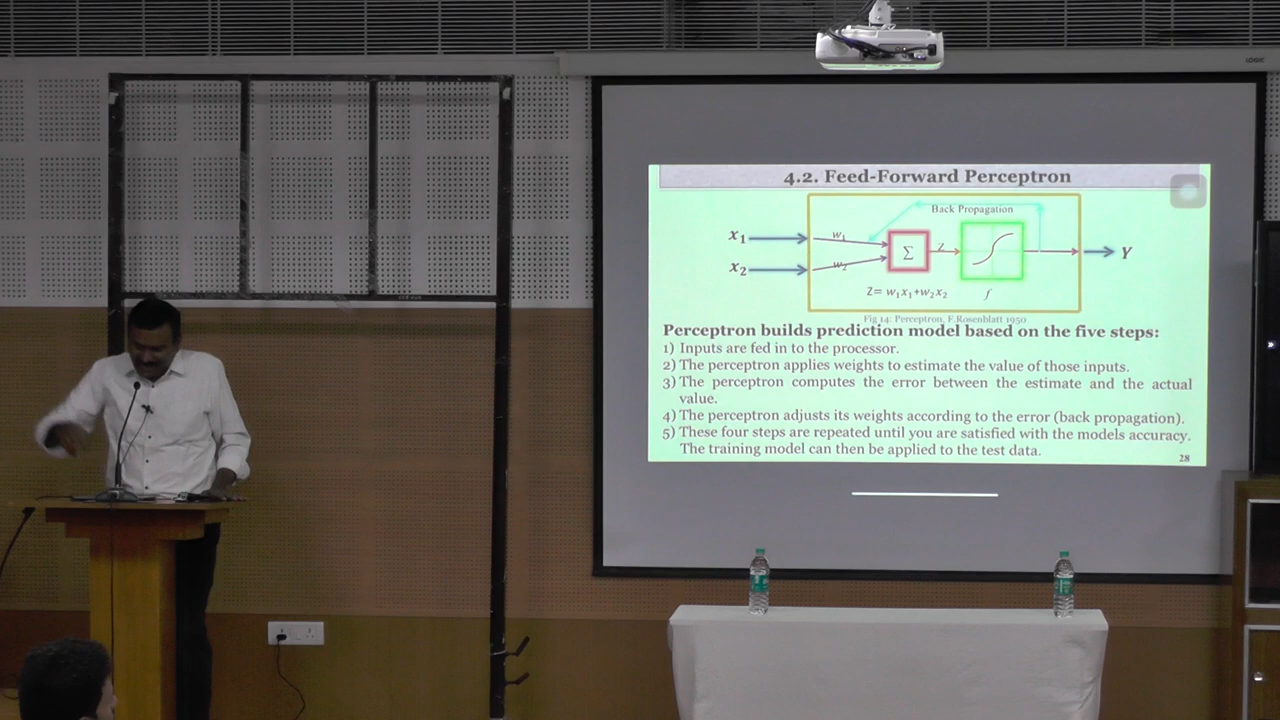 LOGIC
4.2. Feed-Forward Perceptron
Back Propagation
x₁
w₁
Σ
Z
Y
x₂
w₂
Z= w₁x₁+w₂x₂
f
Fig 14: Perceptron, F.Rosenblatt 1950
Perceptron builds prediction model based on the five steps:
1) Inputs are fed in to the processor.
2) The perceptron applies weights to estimate the value of those inputs.
3) The perceptron computes the error between the estimate and the actual
value.
4) The perceptron adjusts its weights according to the error (back propagation).
5) These four steps are repeated until you are satisfied with the models accuracy.
The training model can then be applied to the test data.
28